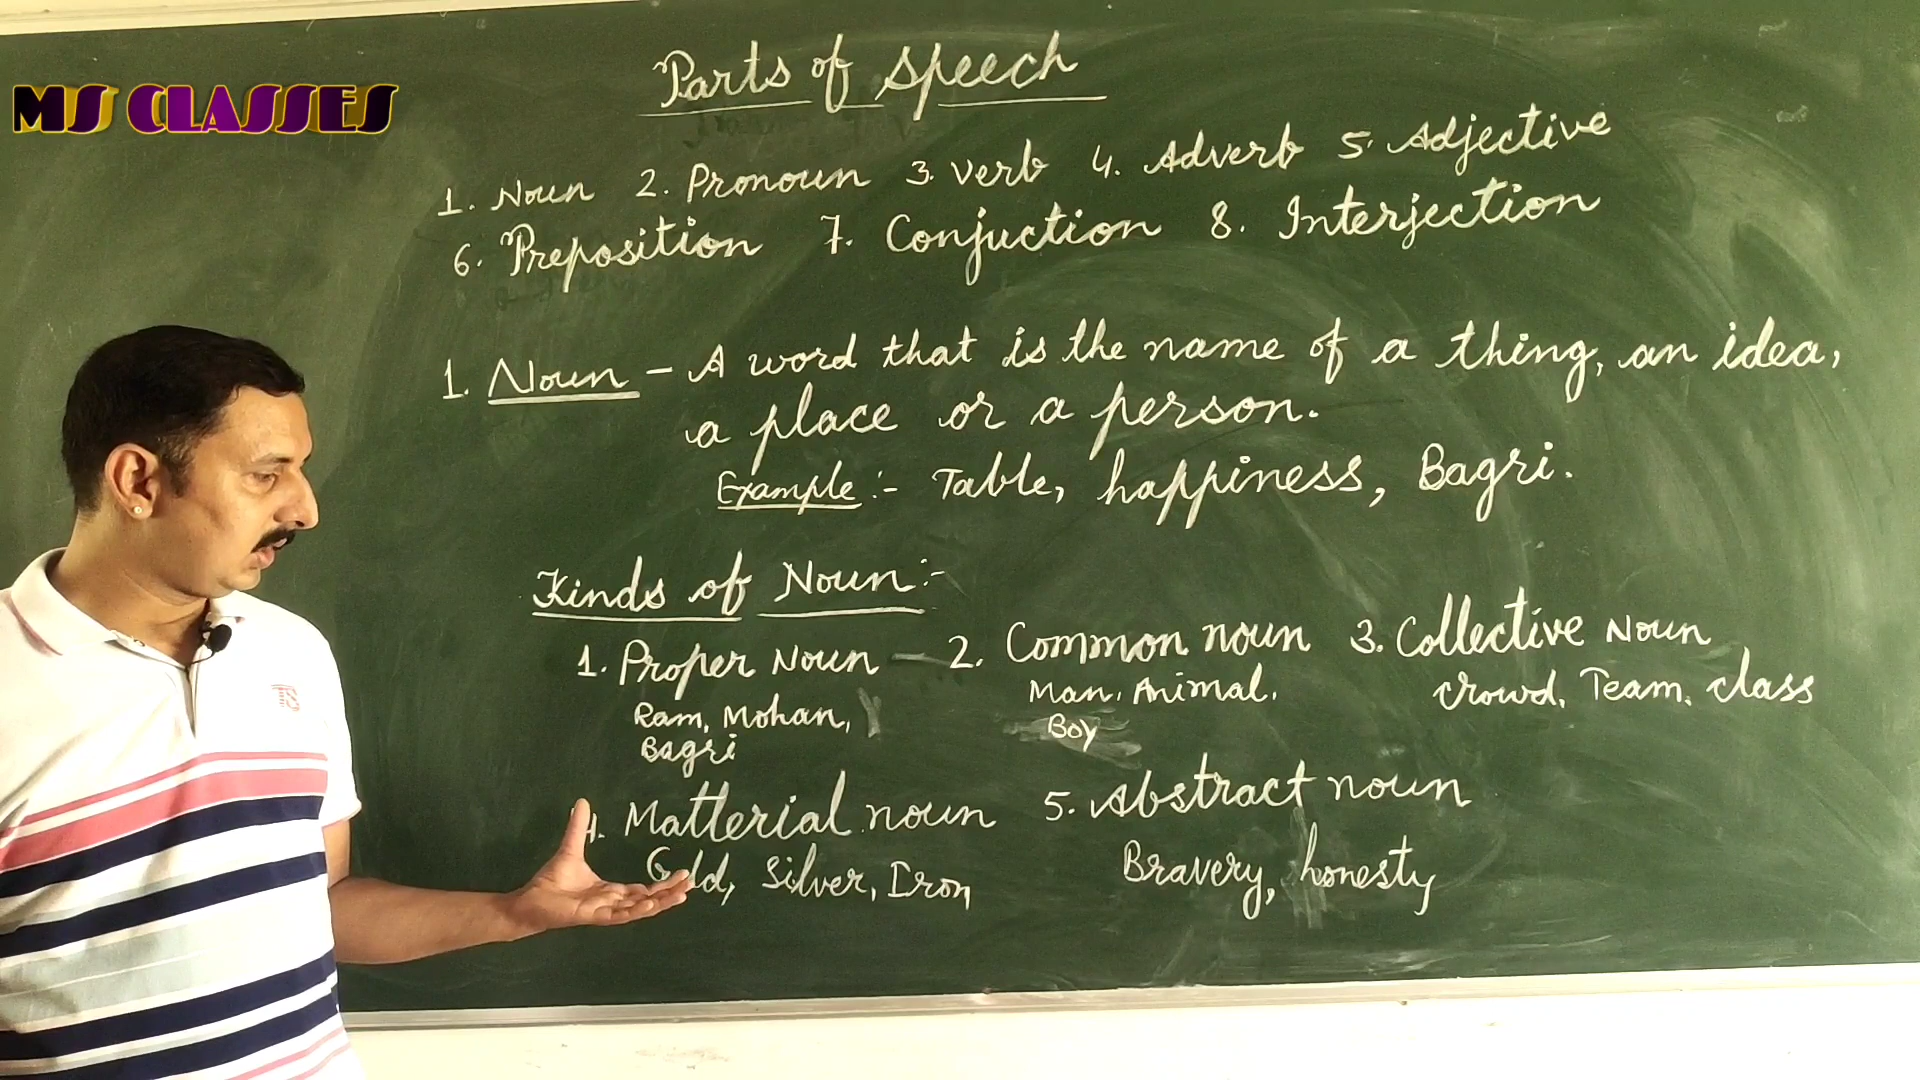 MS CLASSES
Parts of Speech
1. Noun 2. Pronoun 3. Verb 4. Adverb 5. Adjective
6. Preposition 7. Conjuction 8. Interjection
1. Noun – A word that is the name of a thing, an idea,
a place or a person.
Example :- Table, happiness, Bagri.
Kinds of Noun :-
1. Proper Noun – 2. Common noun 3. Collective Noun
Ram, Mohan, Man, Animal, Crowd, Team, class
Bagri Boy
4. Matterial noun 5. Abstract noun
Gold, Silver, Iron Bravery, honesty
TS